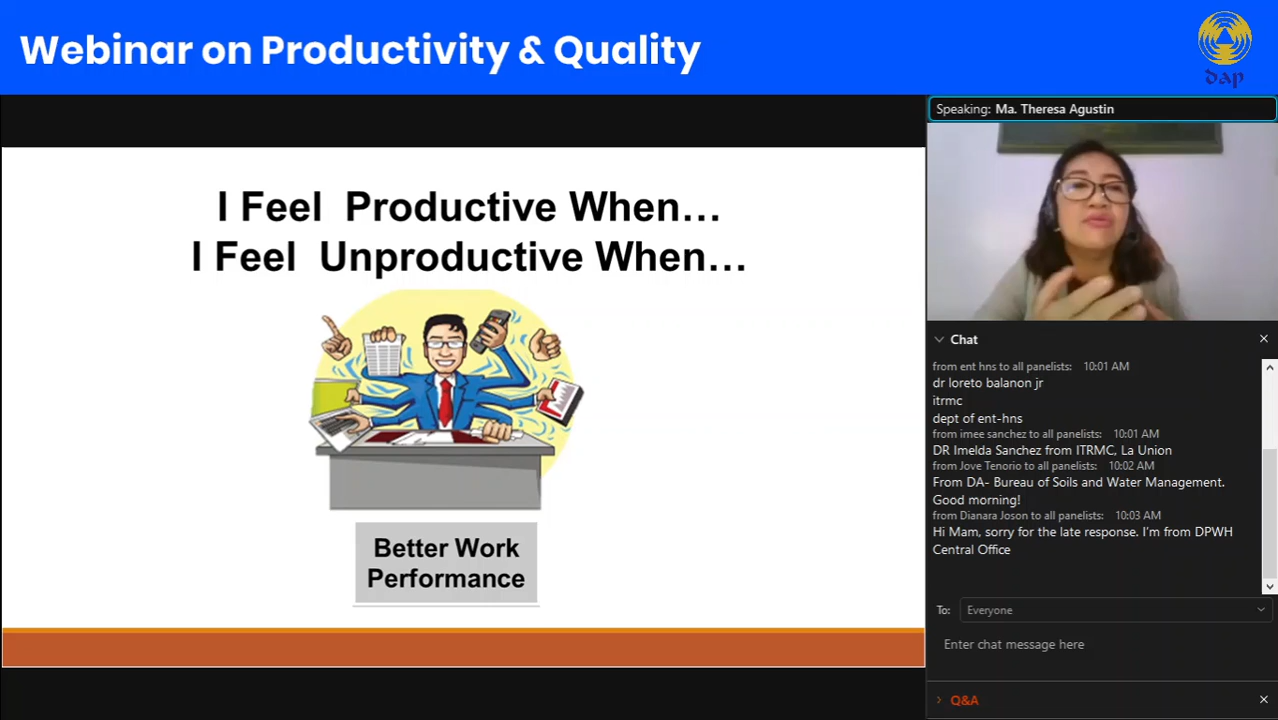 Webinar on Productivity & Quality
dap
Speaking: Ma. Theresa Agustin
I Feel  Productive When...
I Feel  Unproductive When...
Better Work
Performance
Chat
from ent hns to all panelists: 10:01 AM
dr loreto balanon jr
itrmc
dept of ent-hns
from imee sanchez to all panelists: 10:01 AM
DR Imelda Sanchez from ITRMC, La Union
from Jove Tenorio to all panelists: 10:02 AM
From DA- Bureau of Soils and Water Management.
Good morning!
from Dianara Joson to all panelists: 10:03 AM
Hi Mam, sorry for the late response. I'm from DPWH
Central Office
To: Everyone
Enter chat message here
Q&A